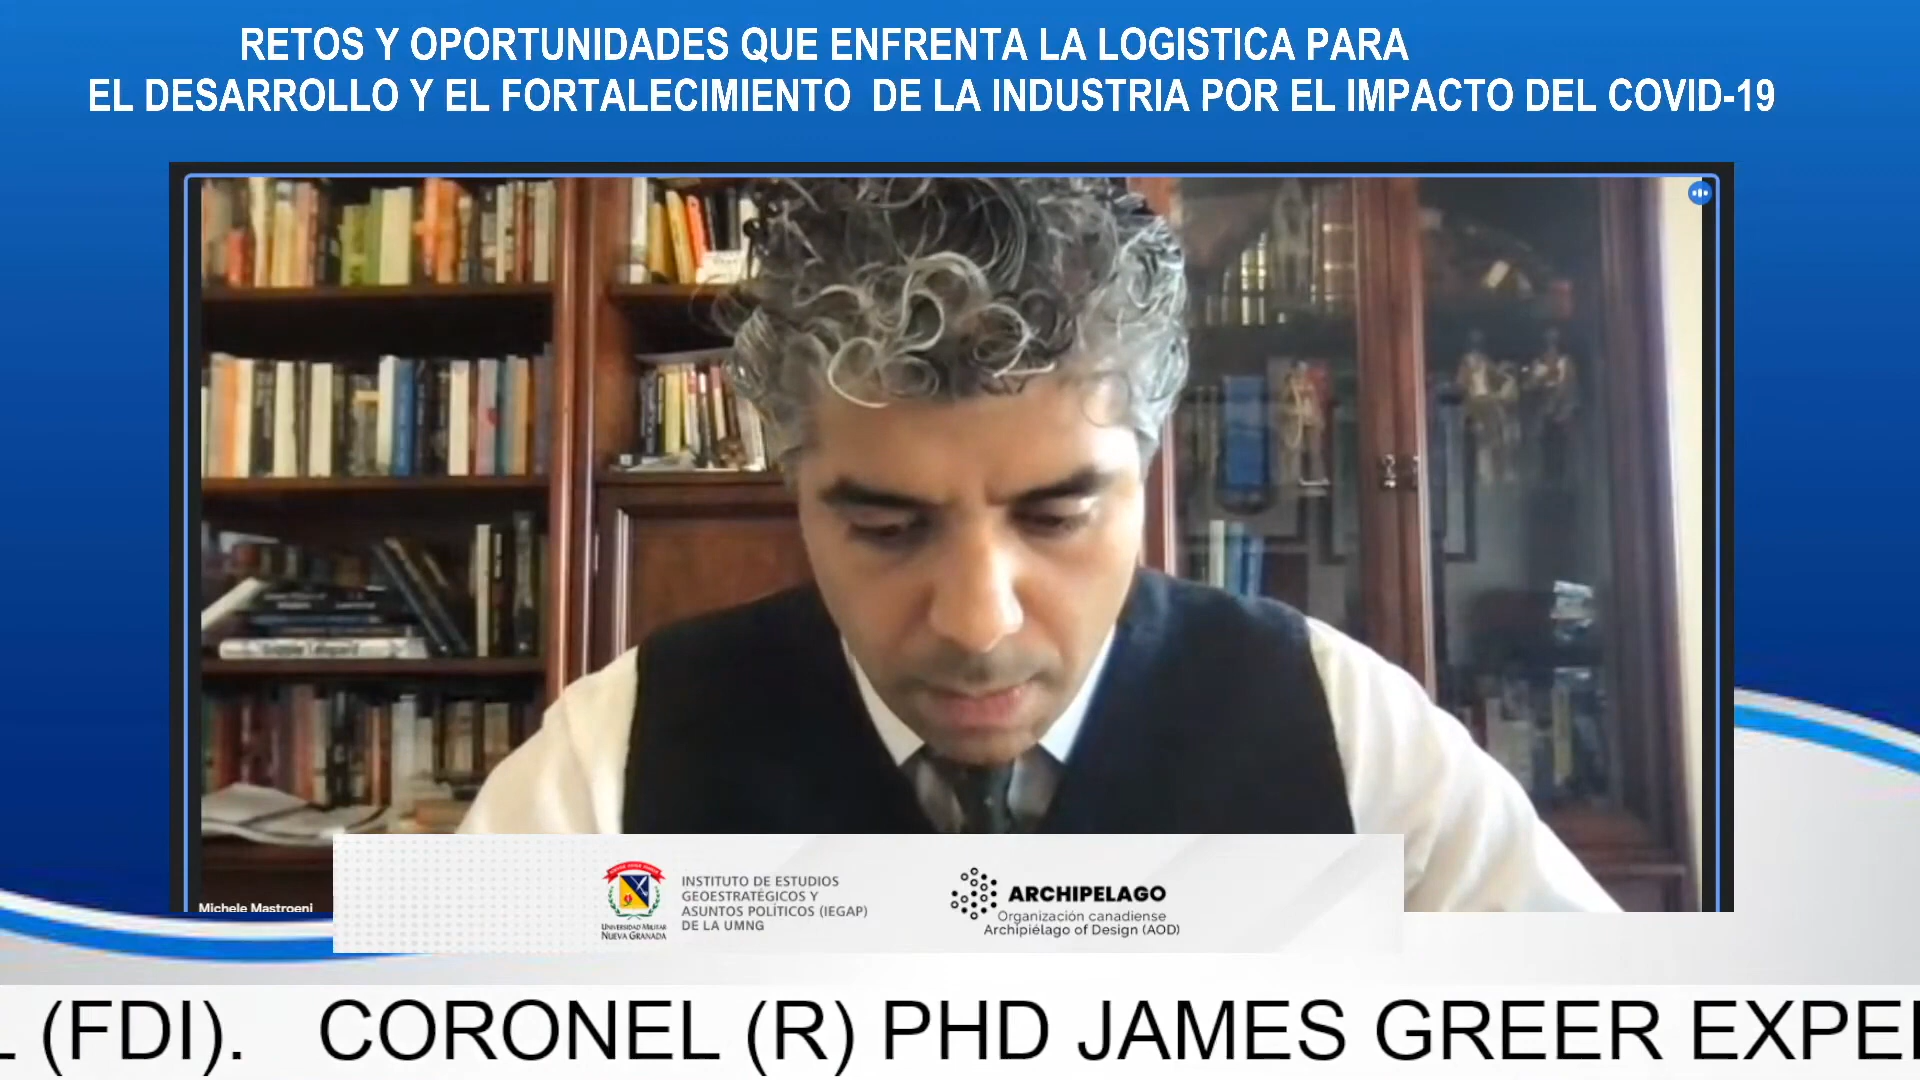 RETOS Y OPORTUNIDADES QUE ENFRENTA LA LOGISTICA PARA
EL DESARROLLO Y EL FORTALECIMIENTO DE LA INDUSTRIA POR EL IMPACTO DEL COVID-19
Michele Mastroeni
UNIVERSIDAD MILITAR
NUEVA GRANADA
INSTITUTO DE ESTUDIOS
GEOESTRATÉGICOS Y
ASUNTOS POLÍTICOS (IEGAP)
DE LA UMNG
ARCHIPELAGO
Organización canadiense
Archipiélago of Design (AOD)
L (FDI). CORONEL (R) PHD JAMES GREER EXPE